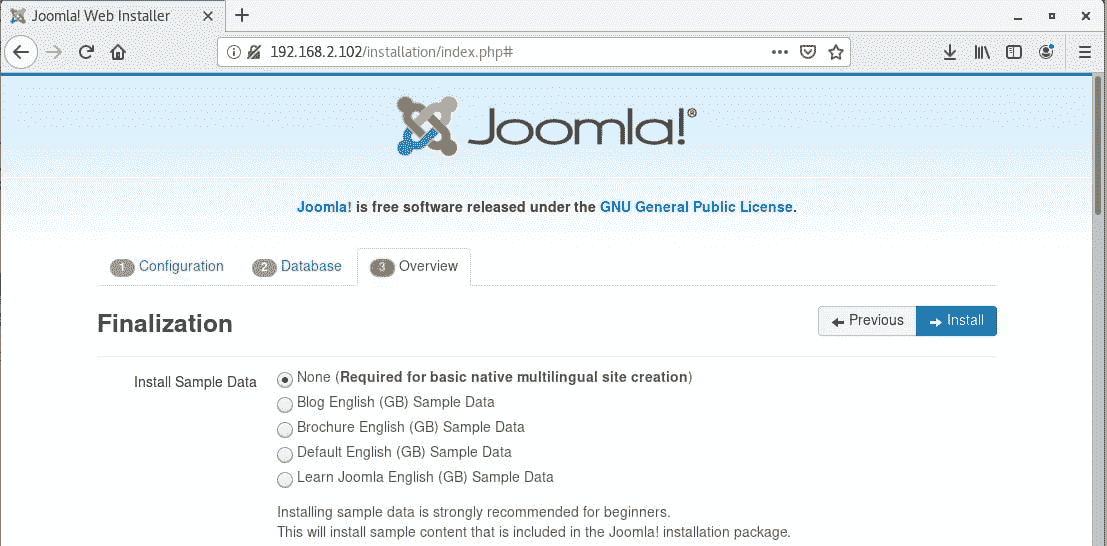 Joomla! Web Installer
192.168.2.102/installation/index.php#
Joomla!®
Joomla! is free software released under the GNU General Public License.
1 Configuration
2 Database
3 Overview
Finalization
Previous
Install
Install Sample Data
None (Required for basic native multilingual site creation)
Blog English (GB) Sample Data
Brochure English (GB) Sample Data
Default English (GB) Sample Data
Learn Joomla English (GB) Sample Data
Installing sample data is strongly recommended for beginners.
This will install sample content that is included in the Joomla! installation package.